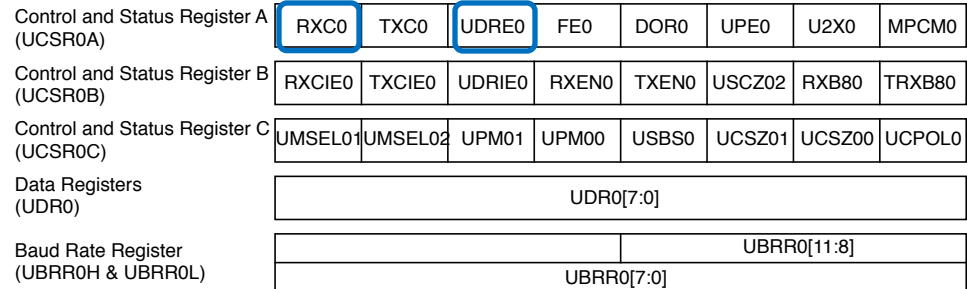 Control and Status Register A
(UCSR0A)
RXC0 TXC0 UDRE0 FE0 DOR0 UPE0 U2X0 MPCM0
Control and Status Register B
(UCSR0B)
RXCIE0 TXCIE0 UDRIE0 RXEN0 TXEN0 USCZ02 RXB80 TRXB80
Control and Status Register C
(UCSR0C)
UMSEL01 UMSEL02 UPM01 UPM00 USBS0 UCSZ01 UCSZ00 UCPOL0
Data Registers
(UDR0)
UDR0[7:0]
Baud Rate Register
(UBRR0H & UBRR0L)
UBRR0[11:8]
UBRR0[7:0]